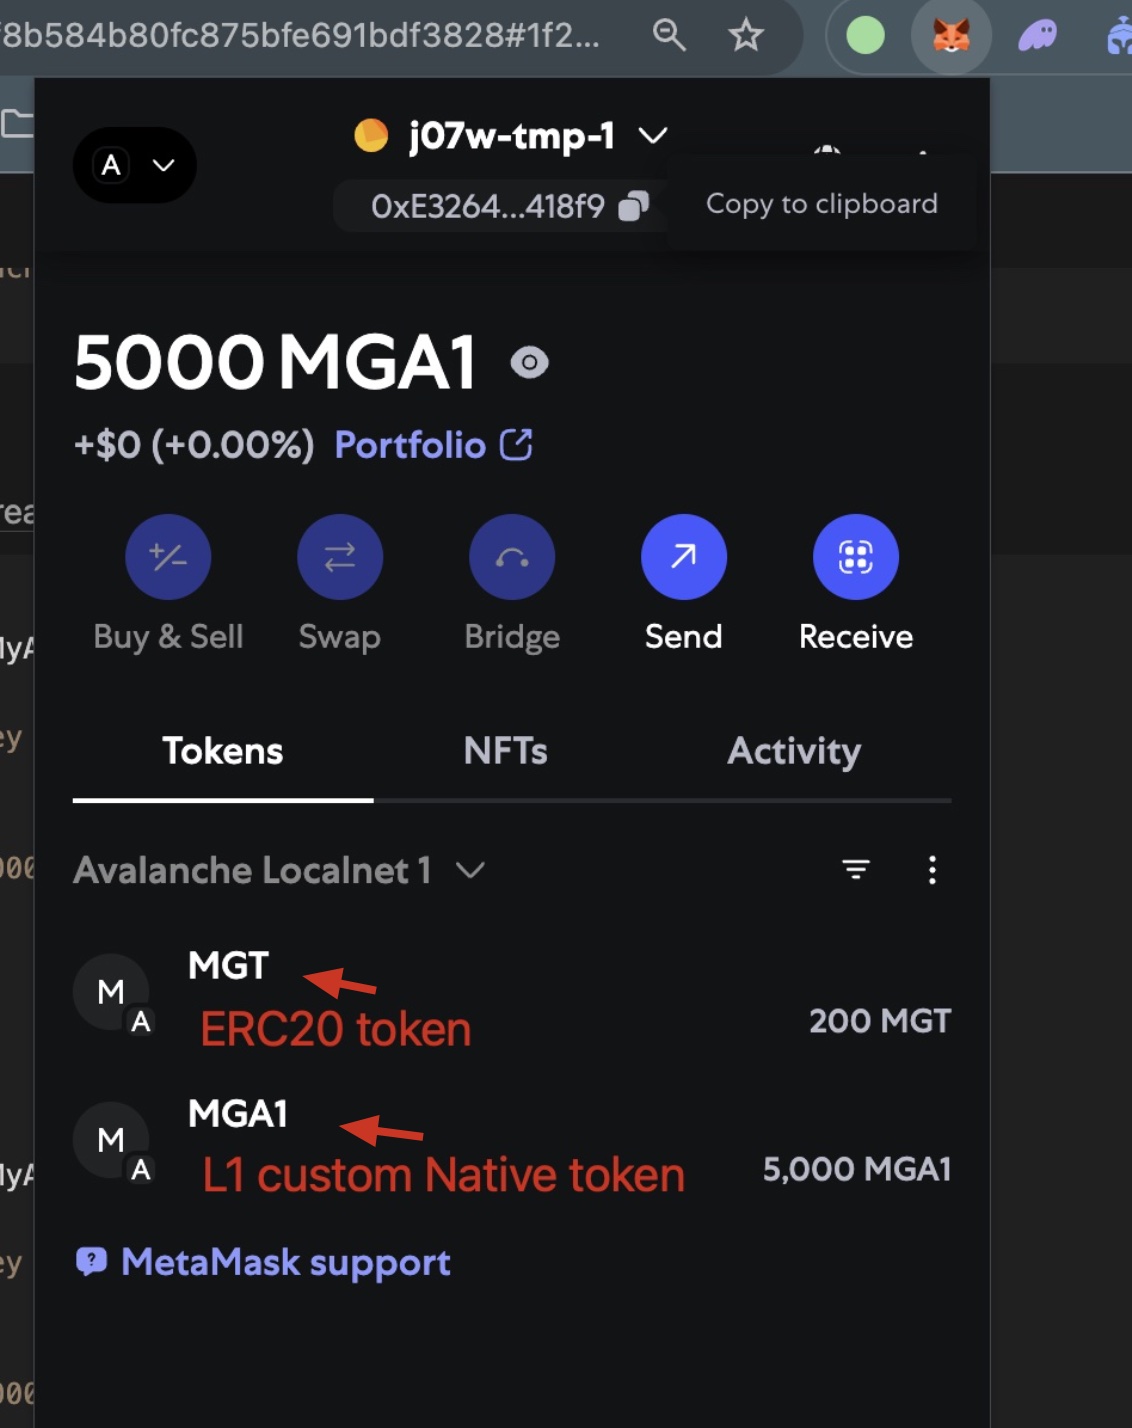 f8b584b80fc875bfe691bdf3828#1f2...
A
j07w-tmp-1
0xE3264...418f9
Copy to clipboard
5000 MGA1
+$0 (+0.00%) Portfolio
Buy & Sell
Swap
Bridge
Send
Receive
Tokens
NFTs
Activity
Avalanche Localnet 1
M
A
MGT
ERC20 token
200 MGT
M
A
MGA1
L1 custom Native token
5,000 MGA1
? MetaMask support